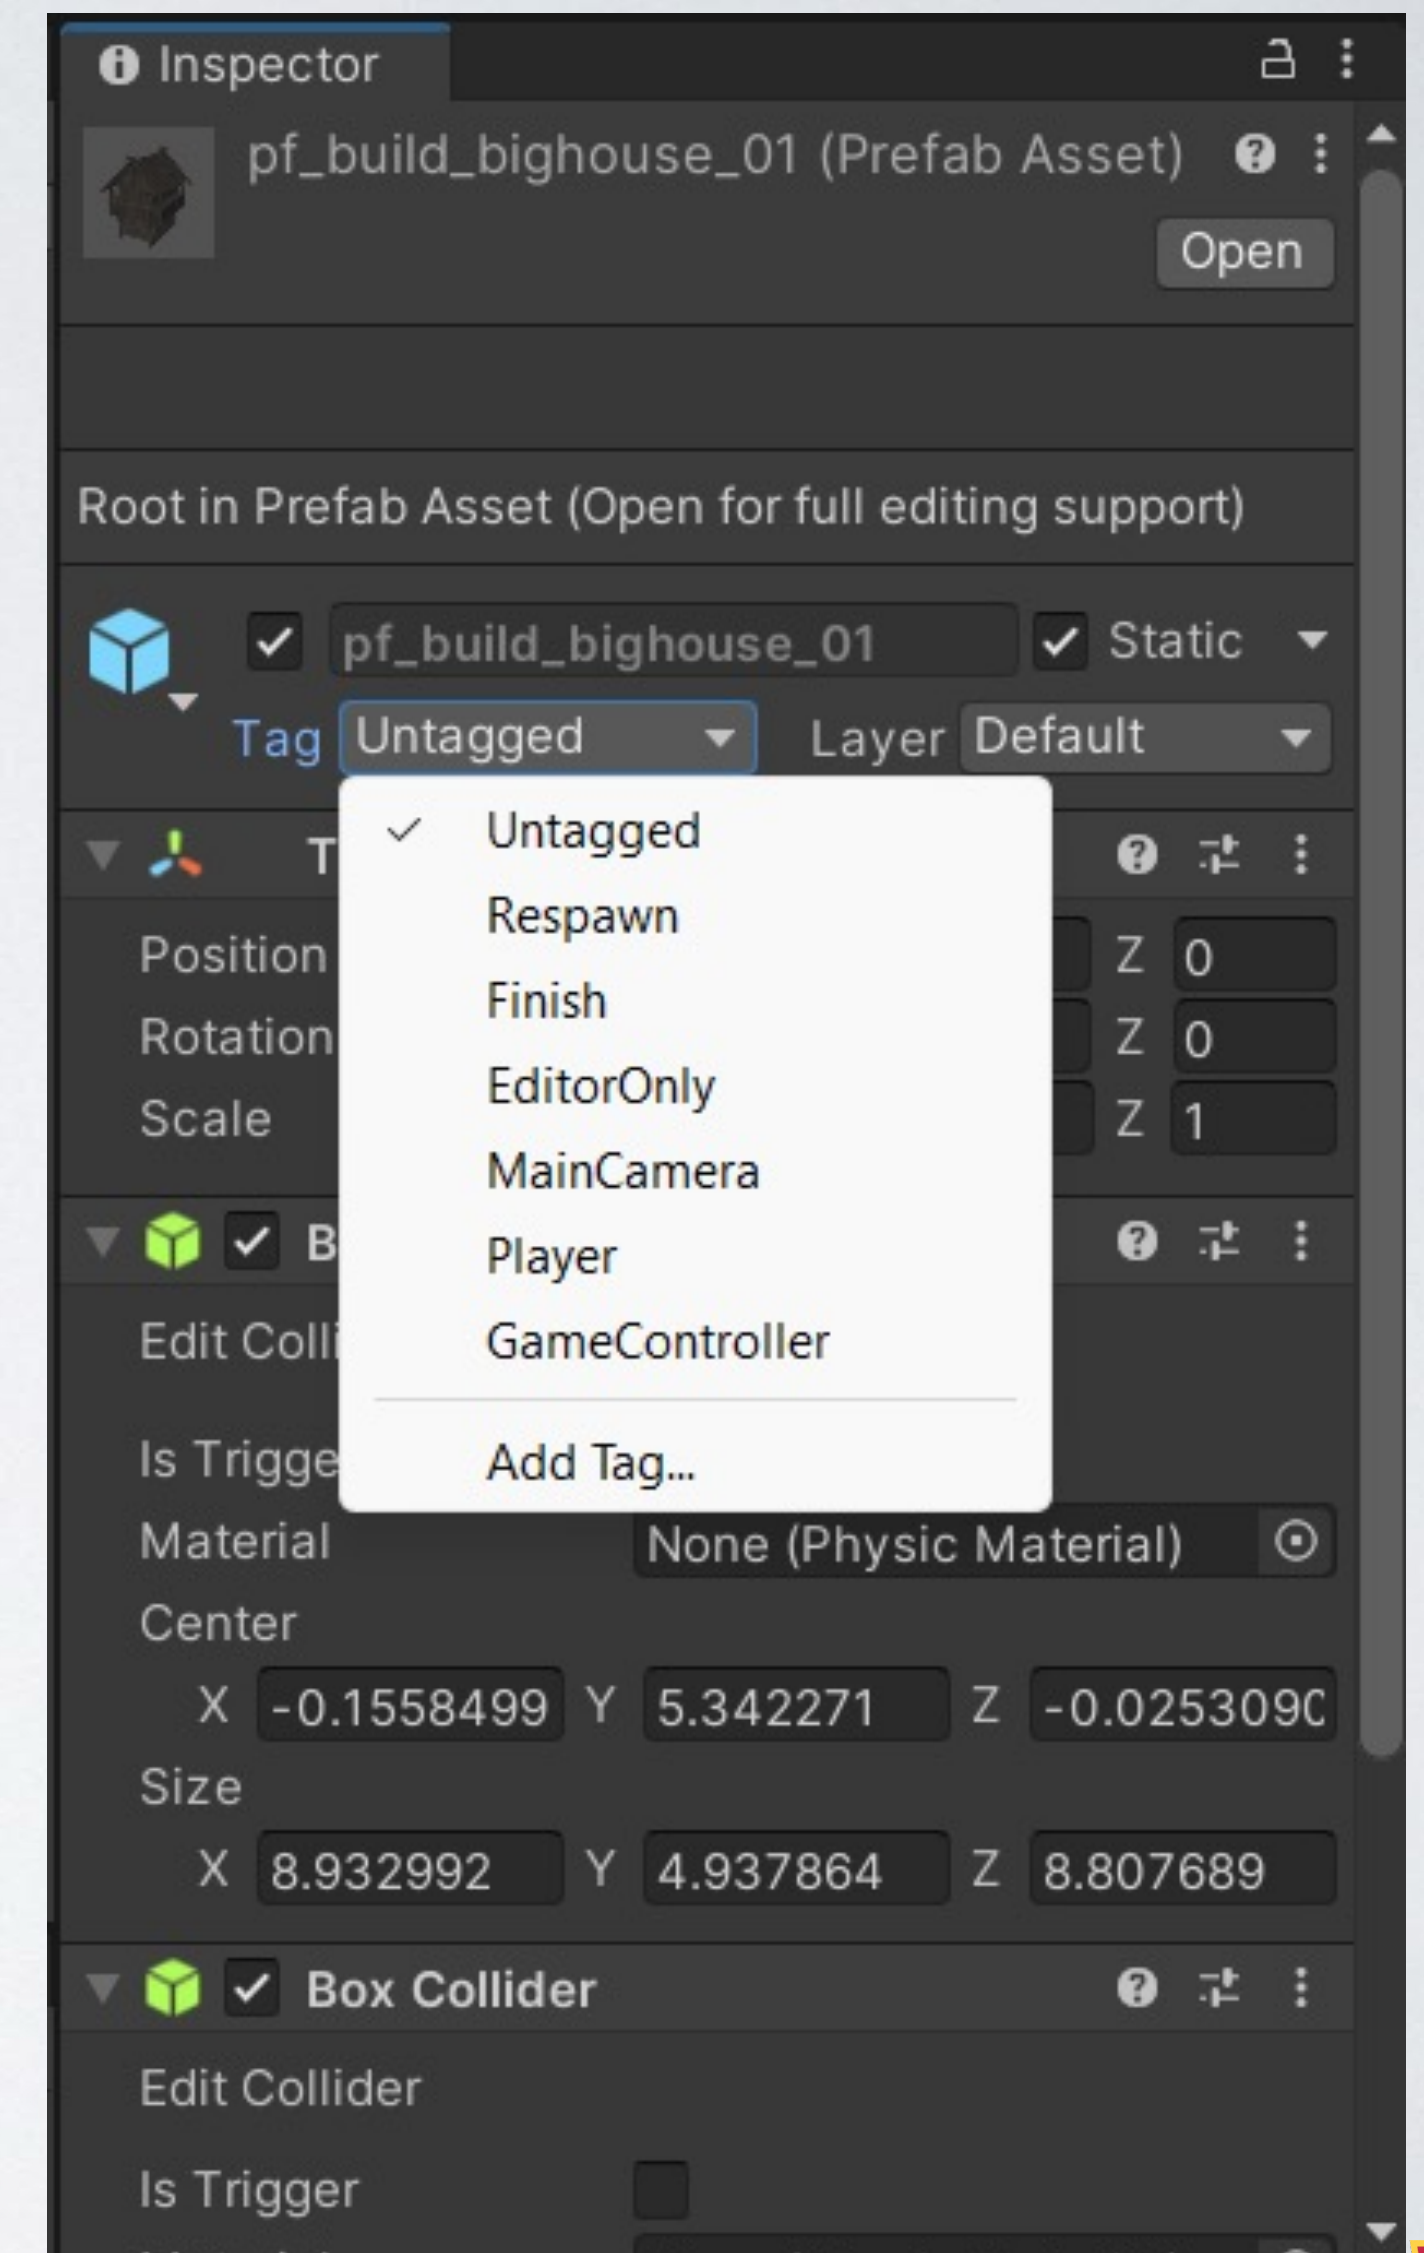 Inspector
pf_build_bighouse_01 (Prefab Asset)
Open
Root in Prefab Asset (Open for full editing support)
pf_build_bighouse_01 Static
Tag Untagged Layer Default
Untagged
Respawn
Finish
EditorOnly
MainCamera
Player
GameController
Add Tag...
Position Z 0
Rotation Z 0
Scale Z 1
Edit Colli
Is Trigge
Material None (Physic Material)
Center
X -0.1558499 Y 5.342271 Z -0.0253090
Size
X 8.932992 Y 4.937864 Z 8.807689
Box Collider
Edit Collider
Is Trigger